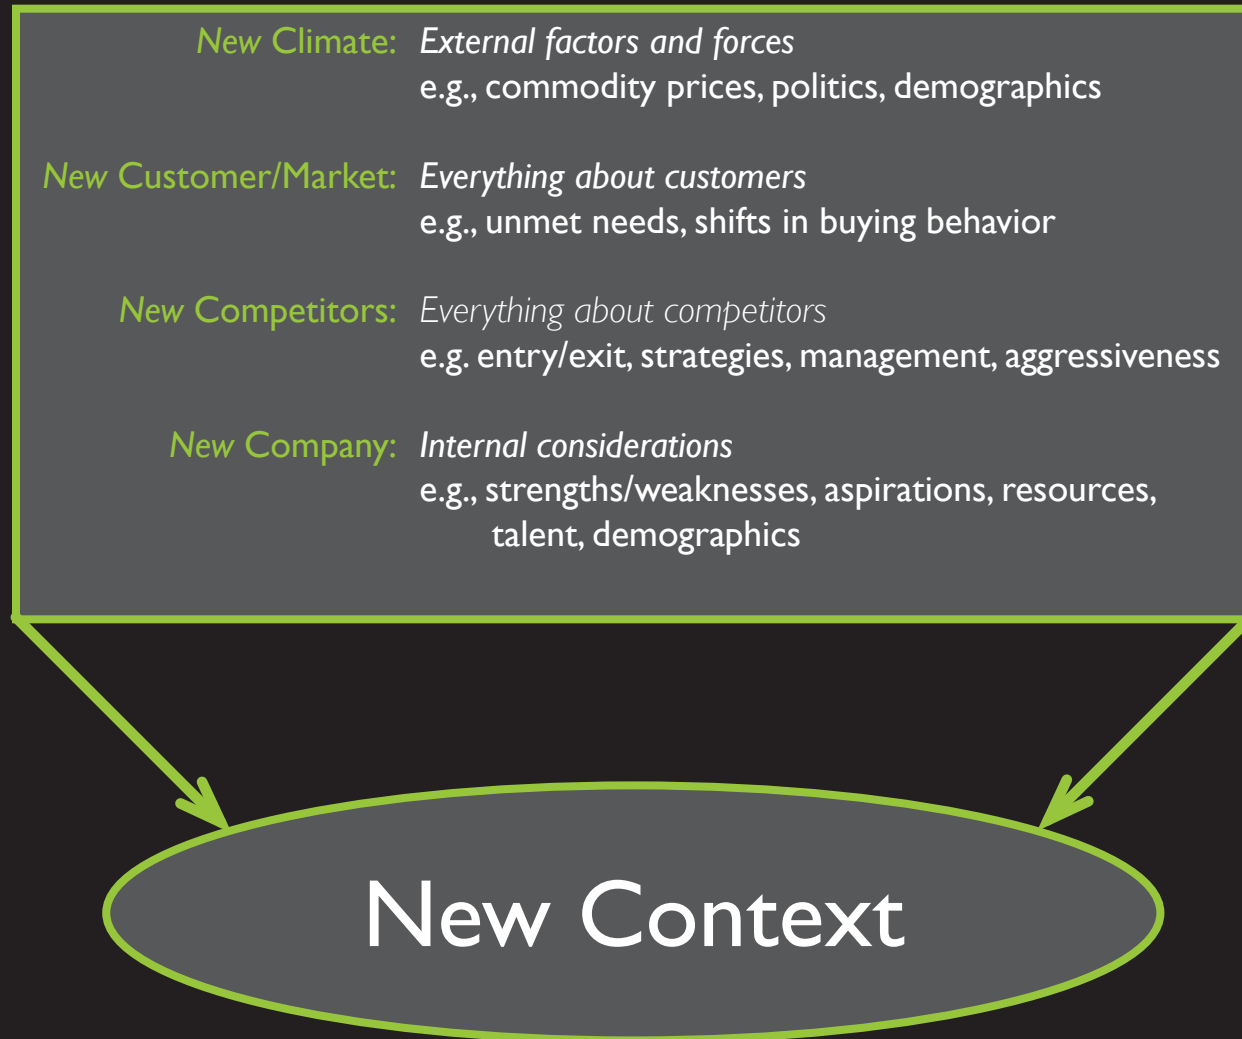 New Climate: External factors and forces
e.g., commodity prices, politics, demographics
New Customer/Market: Everything about customers
e.g., unmet needs, shifts in buying behavior
New Competitors: Everything about competitors
e.g. entry/exit, strategies, management, aggressiveness
New Company: Internal considerations
e.g., strengths/weaknesses, aspirations, resources,
talent, demographics
New Context